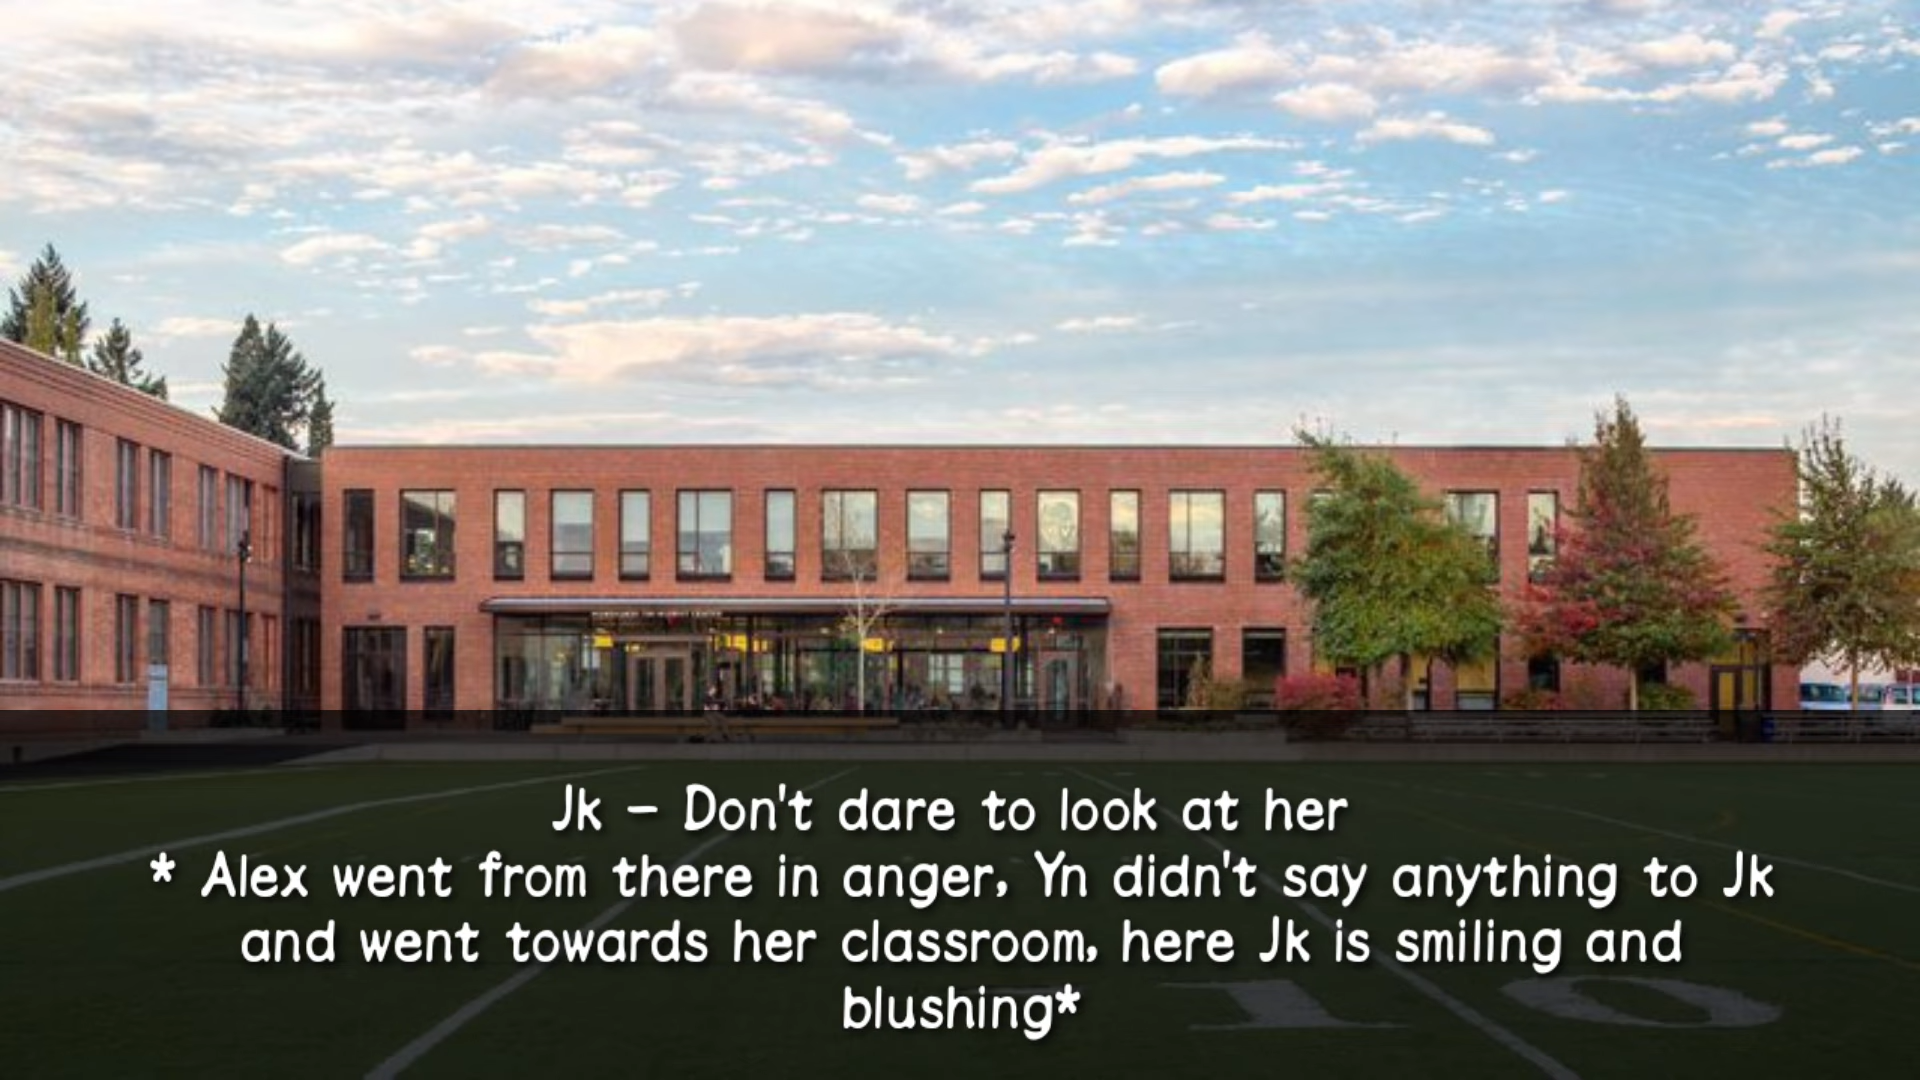 Jk - Don't dare to look at her
* Alex went from there in anger, Yn didn't say anything to Jk
and went towards her classroom, here Jk is smiling and
blushing*
10